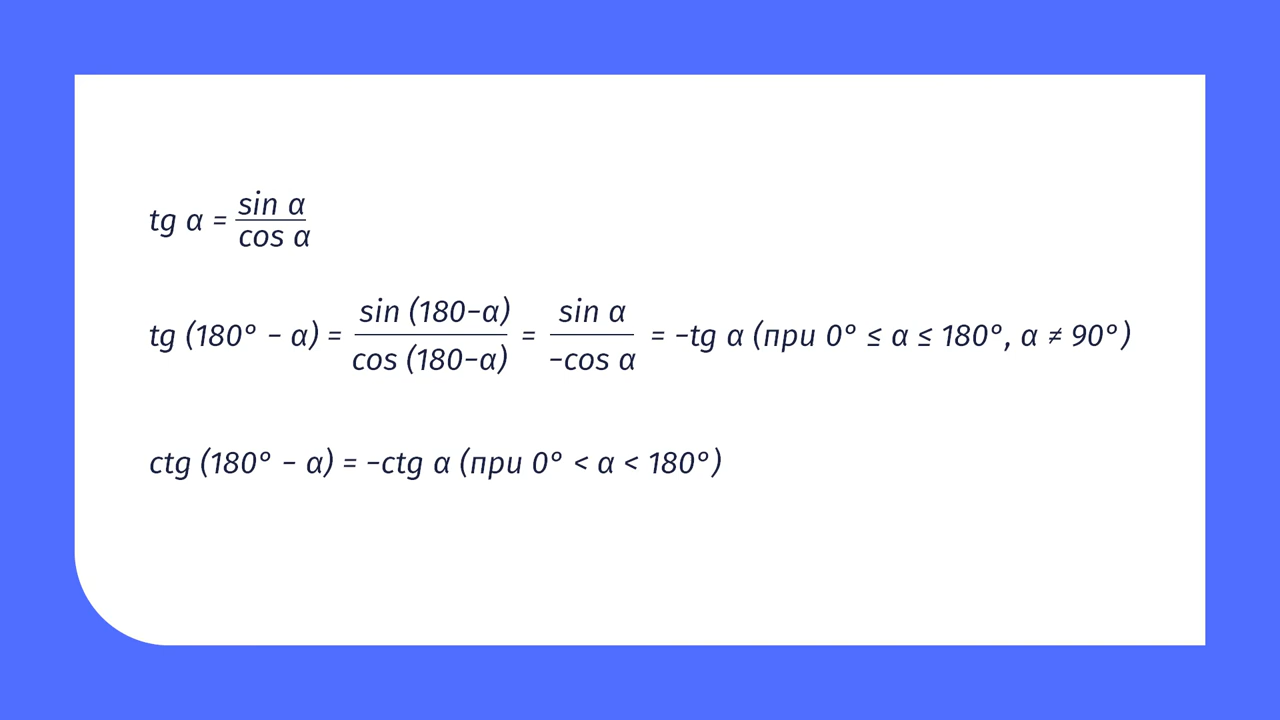 tg α = sin α / cos α
tg (180° − α) = sin (180−α) / cos (180−α) = sin α / −cos α = −tg α (при 0° ≤ α ≤ 180°, α ≠ 90°)
ctg (180° − α) = −ctg α (при 0° < α < 180°)